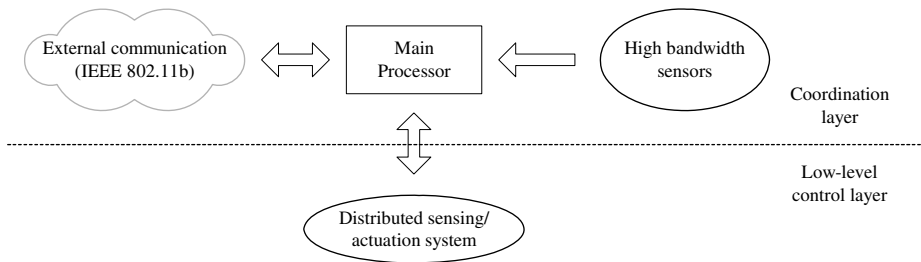 External communication
(IEEE 802.11b)
Main
Processor
High bandwidth
sensors
Coordination
layer
Low-level
control layer
Distributed sensing/
actuation system